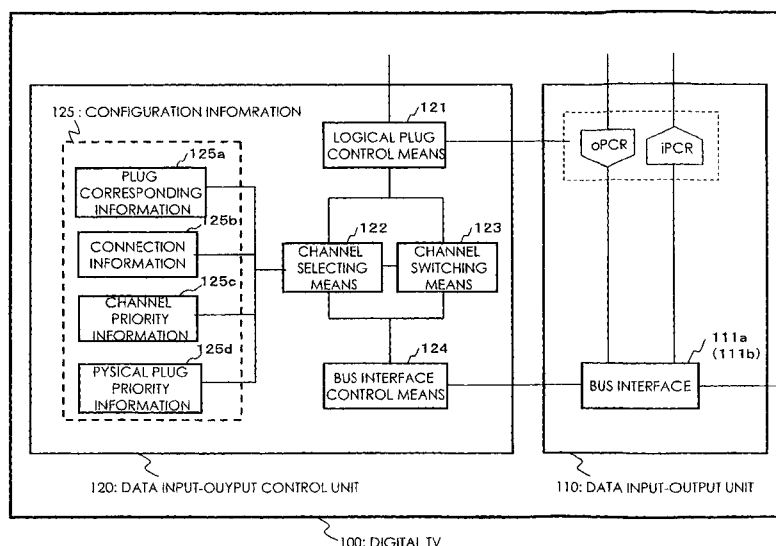 125 : CONFIGURATION INFOMRATION
125a
PLUG
CORRESPONDING
INFORMATION
125b
CONNECTION
INFORMATION
125c
CHANNEL
PRIORITY
INFORMATION
125d
PYSICAL PLUG
PRIORITY
INFORMATION
121
LOGICAL PLUG
CONTROL MEANS
122
CHANNEL
SELECTING
MEANS
123
CHANNEL
SWITCHING
MEANS
124
BUS INTERFACE
CONTROL MEANS
oPCR
iPCR
111a
(111b)
BUS INTERFACE
120: DATA INPUT-OUYPUT CONTROL UNIT
110: DATA INPUT-OUTPUT UNIT
100: DIGITAL TV